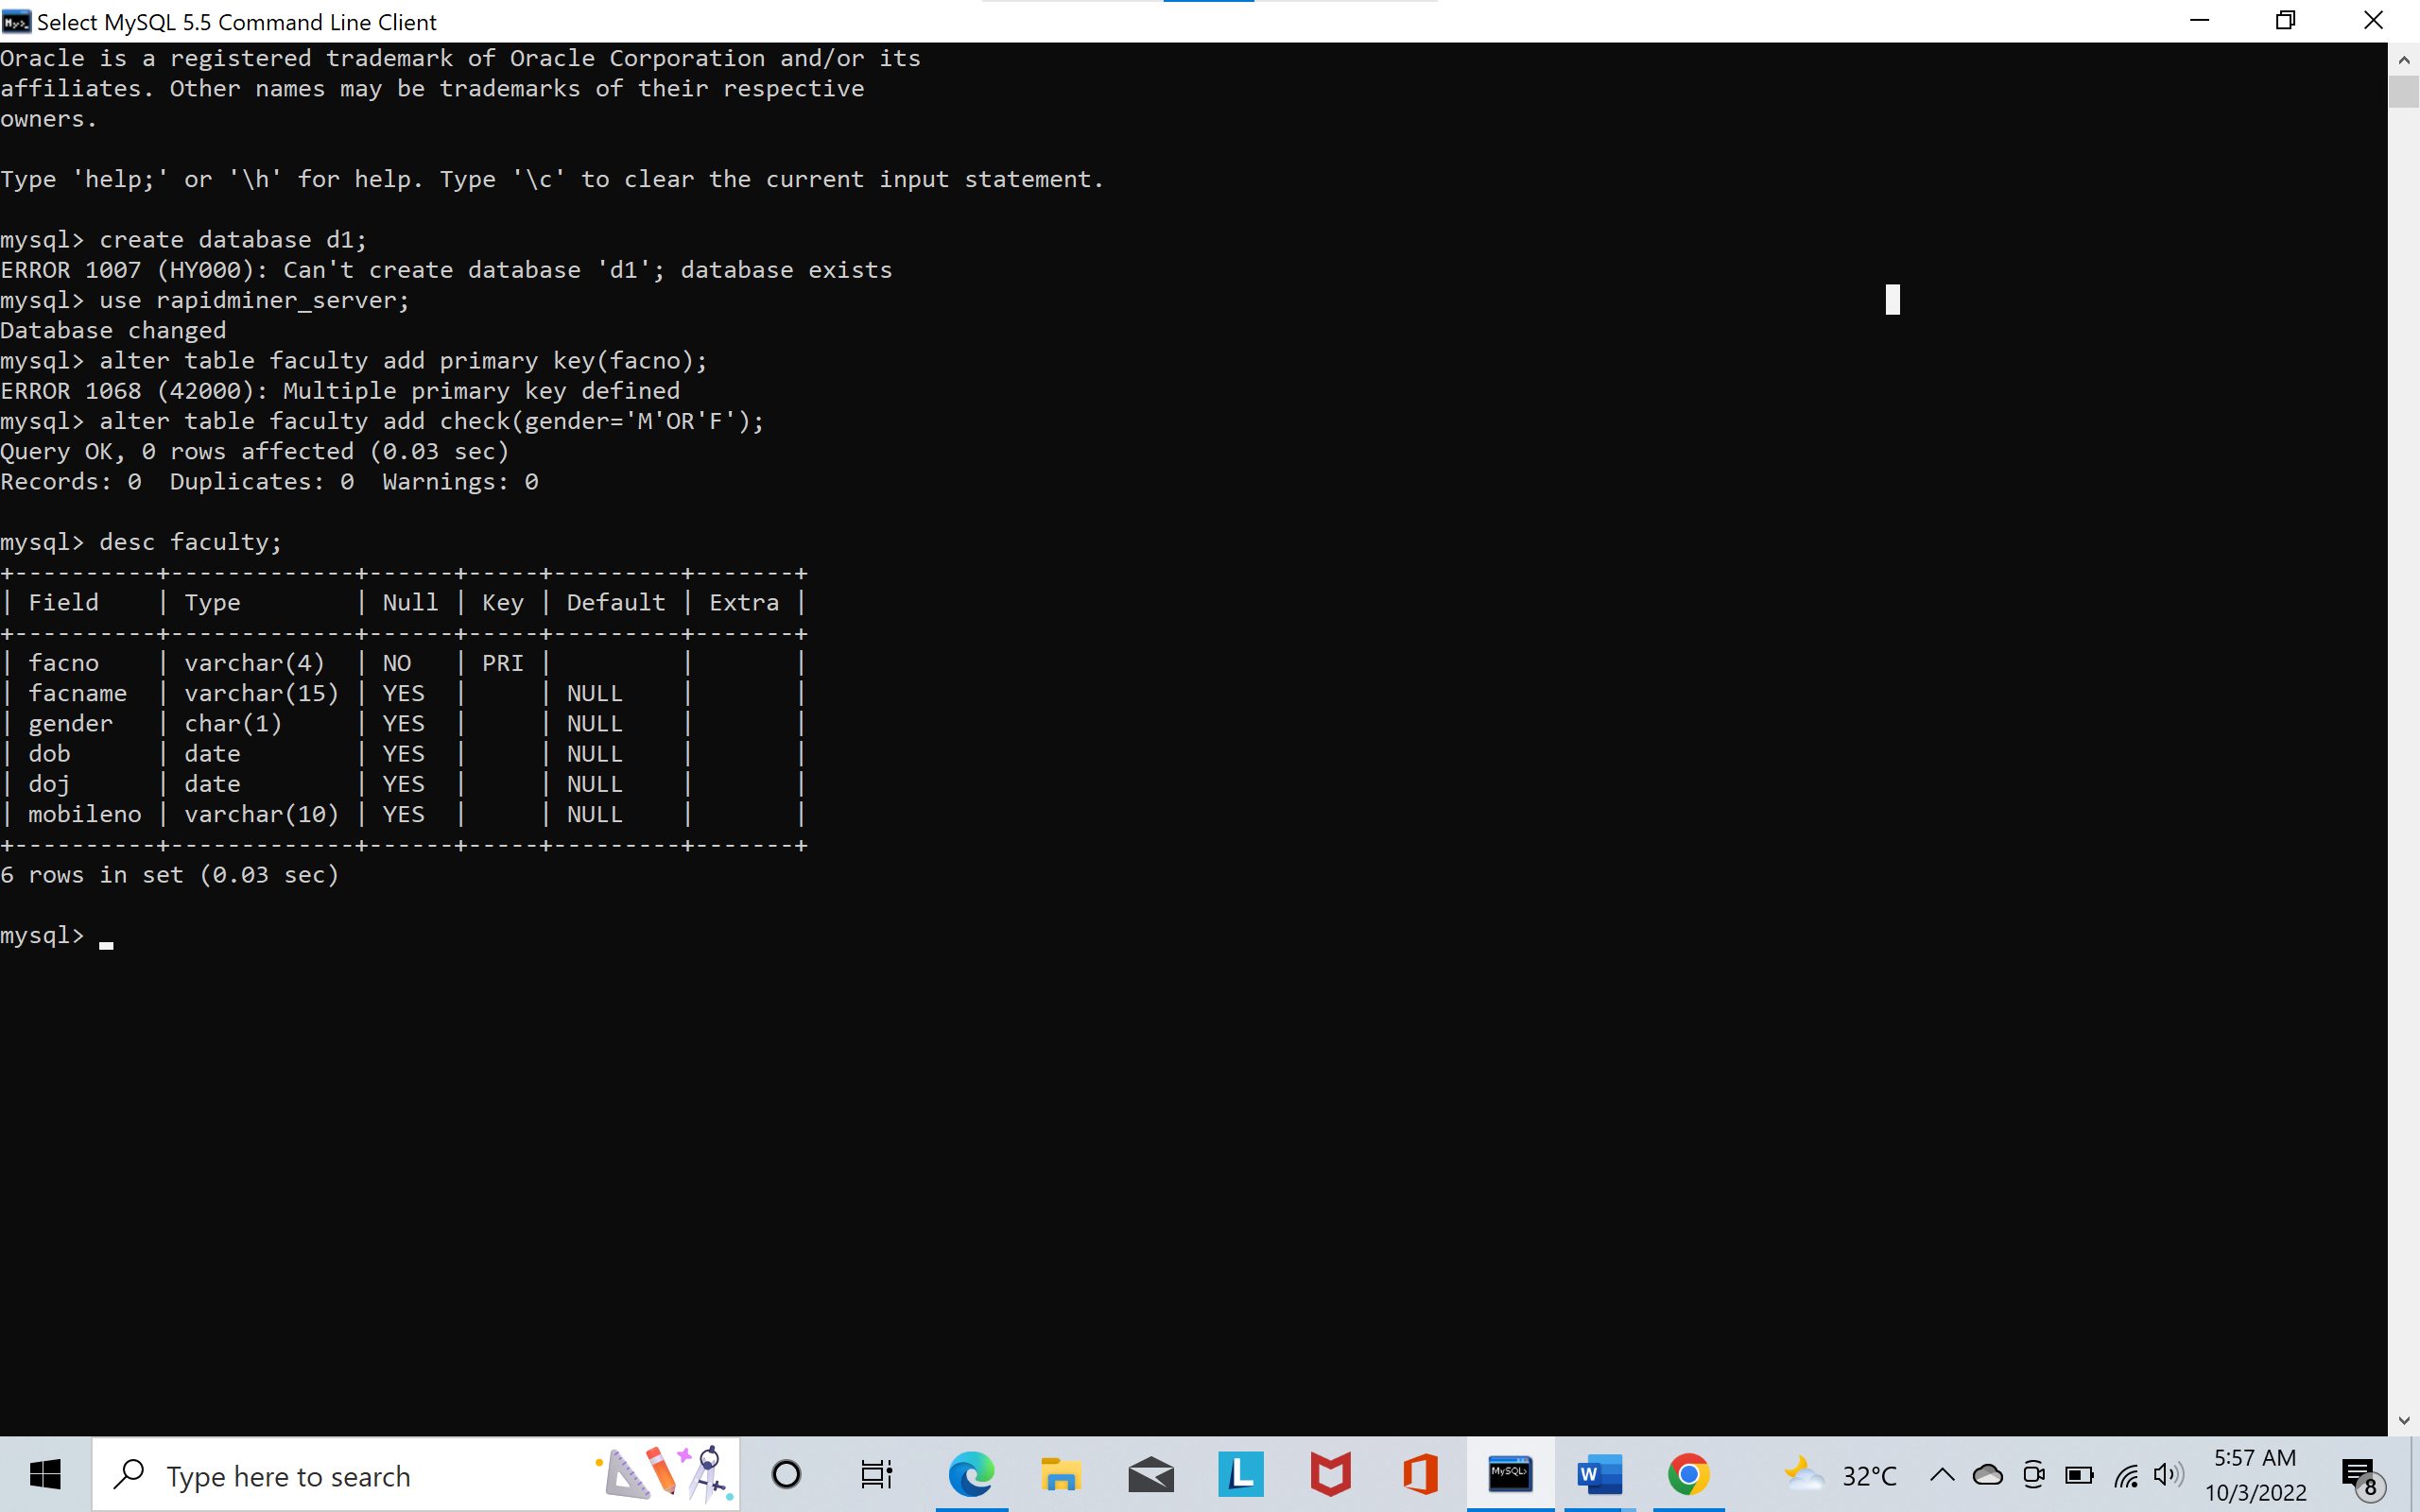 Select MySQL 5.5 Command Line Client
Oracle is a registered trademark of Oracle Corporation and/or its
affiliates. Other names may be trademarks of their respective
owners.
Type 'help;' or '\h' for help. Type '\c' to clear the current input statement.
mysql> create database d1;
ERROR 1007 (HY000): Can't create database 'd1'; database exists
mysql> use rapidminer_server;
Database changed
mysql> alter table faculty add primary key(facno);
ERROR 1068 (42000): Multiple primary key defined
mysql> alter table faculty add check(gender='M'OR'F');
Query OK, 0 rows affected (0.03 sec)
Records: 0  Duplicates: 0  Warnings: 0
mysql> desc faculty;
+----------+-------------+------+-----+---------+-------+
| Field    | Type        | Null | Key | Default | Extra |
+----------+-------------+------+-----+---------+-------+
| facno    | varchar(4)  | NO   | PRI |         |       |
| facname  | varchar(15) | YES  |     | NULL    |       |
| gender   | char(1)     | YES  |     | NULL    |       |
| dob      | date        | YES  |     | NULL    |       |
| doj      | date        | YES  |     | NULL    |       |
| mobileno | varchar(10) | YES  |     | NULL    |       |
+----------+-------------+------+-----+---------+-------+
6 rows in set (0.03 sec)
mysql>
Type here to search
L
MySQL>
W
32°C
5:57 AM
10/3/2022
8